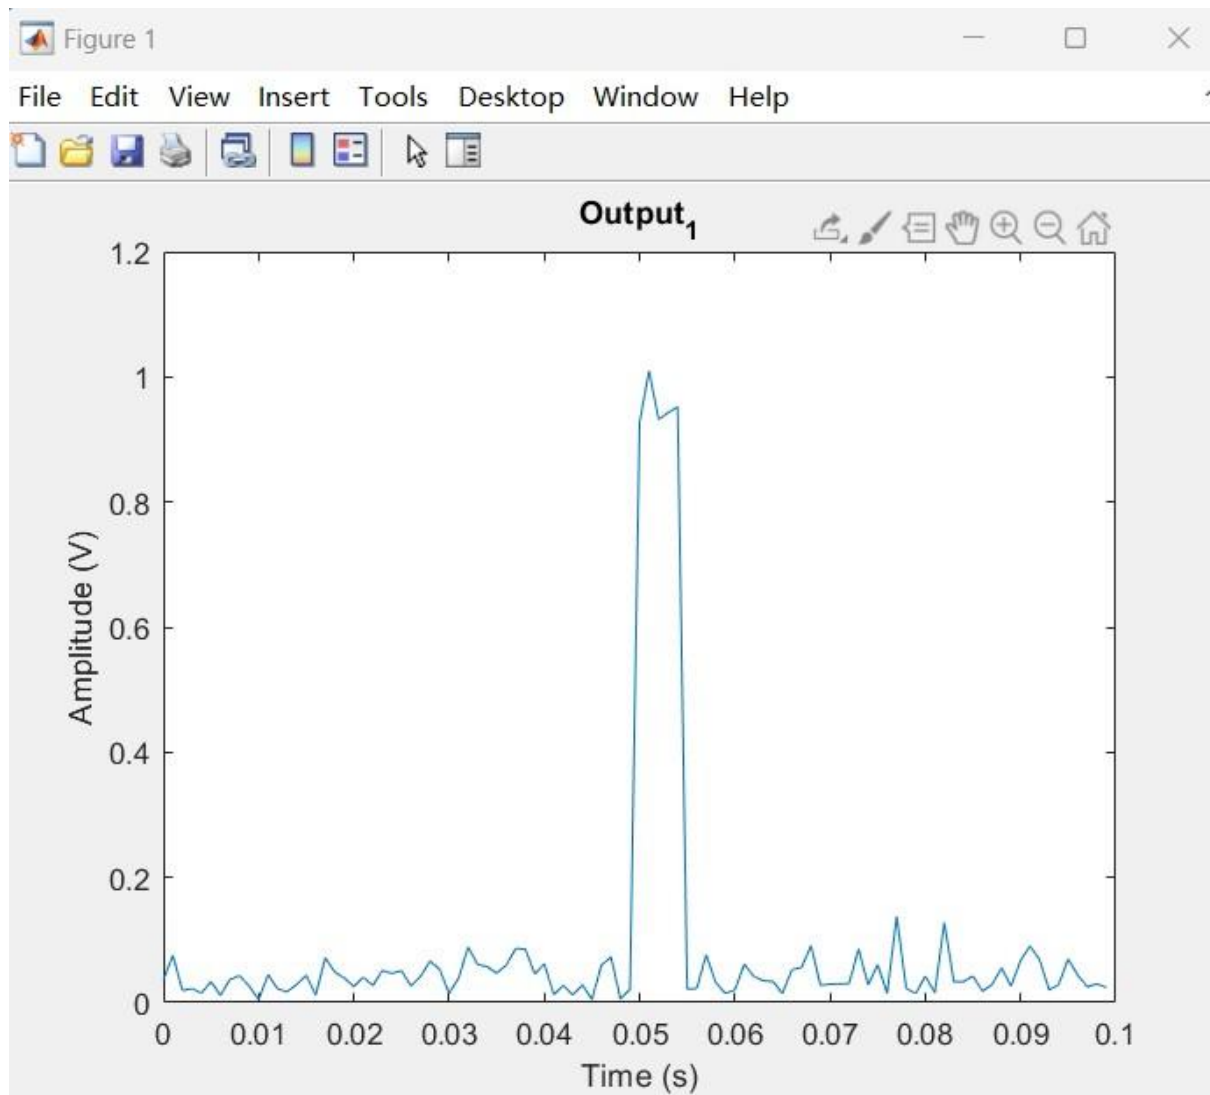 Figure 1
File Edit View Insert Tools Desktop Window Help
Output1
1.2
1
0.8
0.6
0.4
0.2
0
Amplitude (V)
0 0.01 0.02 0.03 0.04 0.05 0.06 0.07 0.08 0.09 0.1
Time (s)